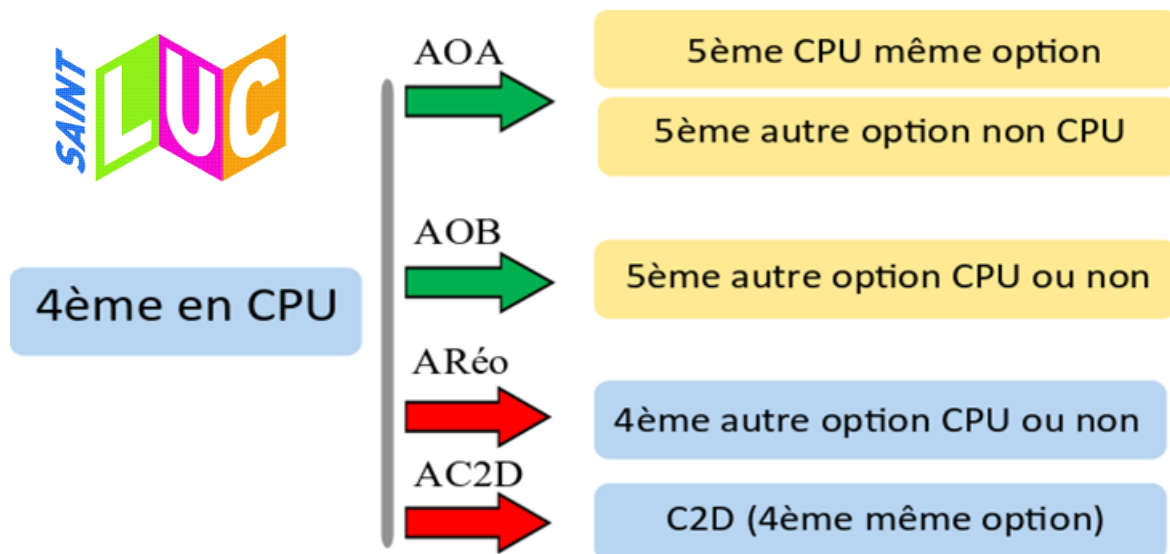 SAINT
LUC
4ème en CPU
AOA
5ème CPU même option
5ème autre option non CPU
AOB
5ème autre option CPU ou non
ARéo
4ème autre option CPU ou non
AC2D
C2D (4ème même option)